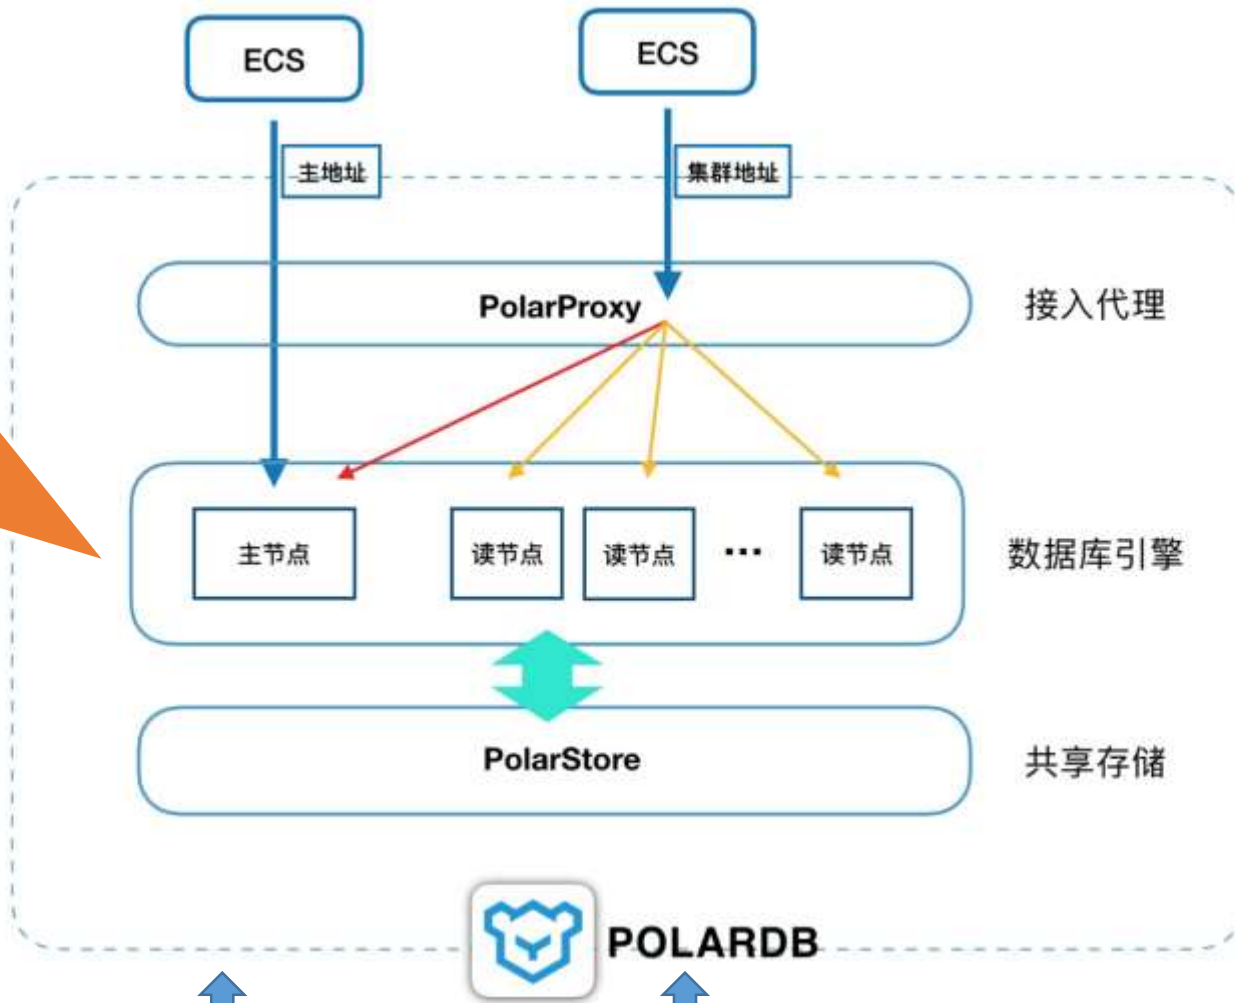 ECS
ECS
主地址
集群地址
PolarProxy
接入代理
主节点
读节点
读节点
...
读节点
数据库引擎
PolarStore
共享存储
POLARDB